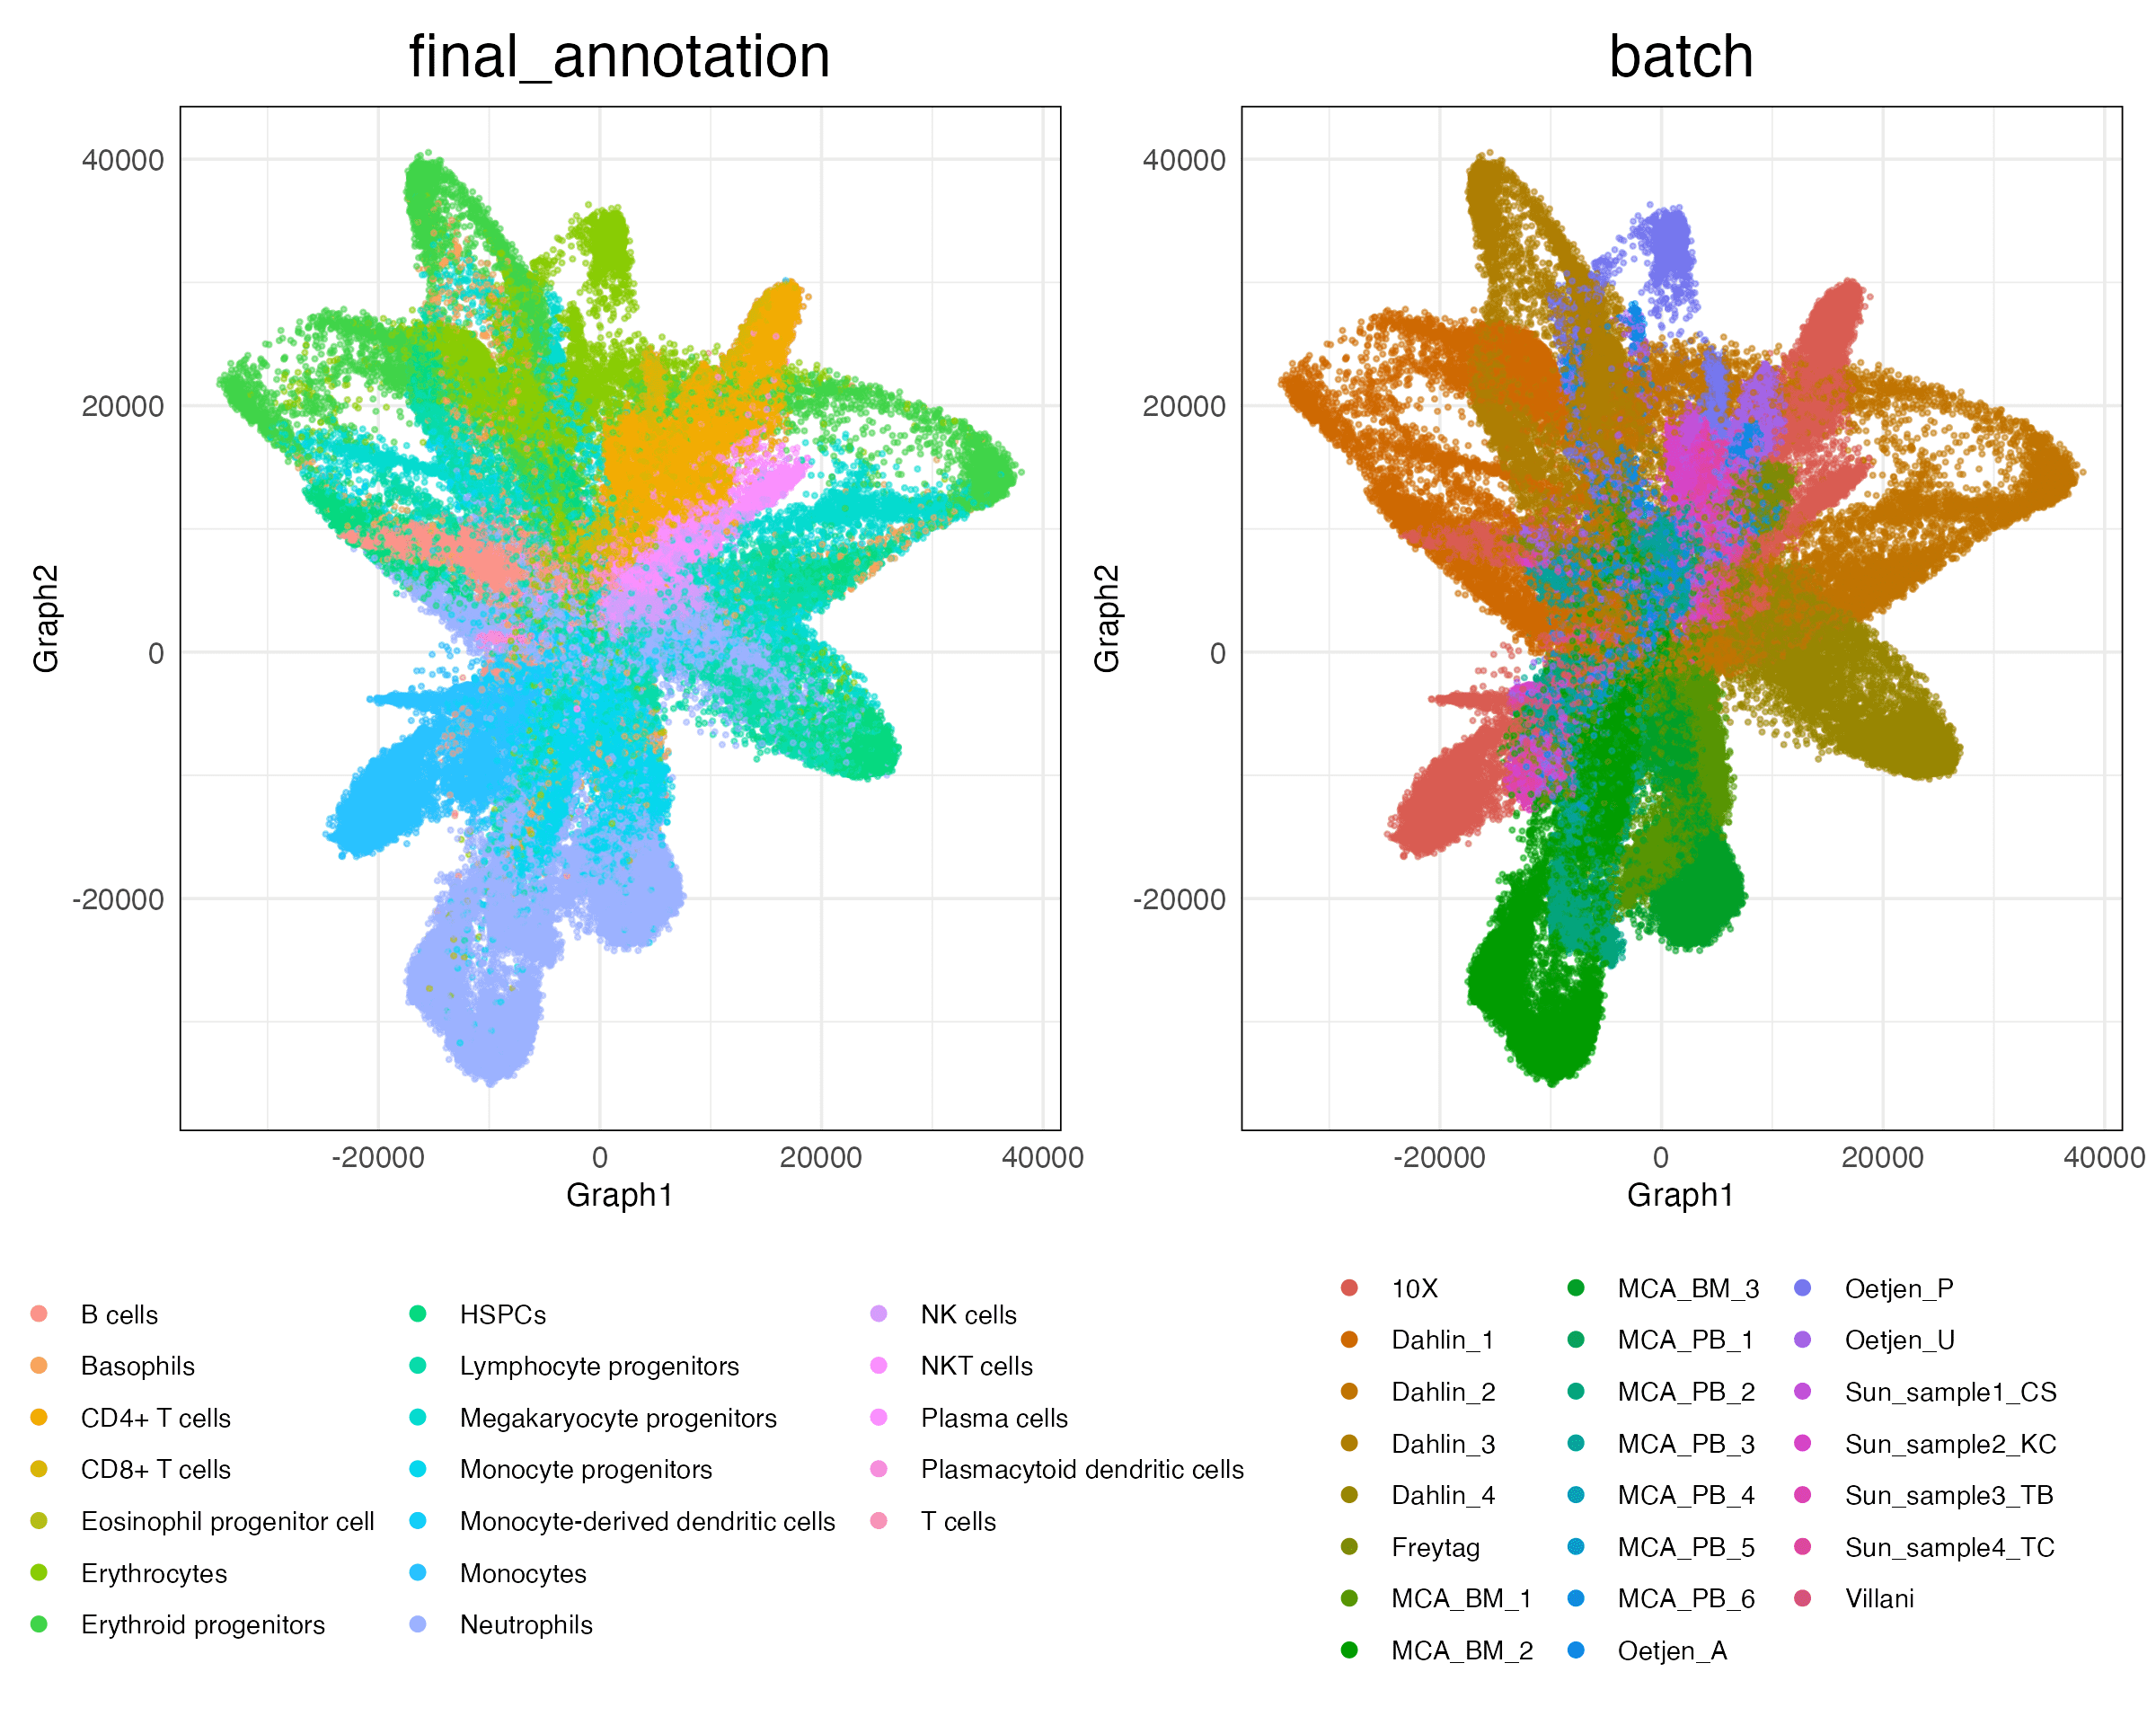 final_annotation
batch
40000
20000
0
-20000
Graph2
-20000
0
20000
40000
Graph1
40000
20000
0
-20000
Graph2
-20000
0
20000
40000
Graph1
B cells
Basophils
CD4+ T cells
CD8+ T cells
Eosinophil progenitor cell
Erythrocytes
Erythroid progenitors
HSPCs
Lymphocyte progenitors
Megakaryocyte progenitors
Monocyte progenitors
Monocyte-derived dendritic cells
Monocytes
Neutrophils
NK cells
NKT cells
Plasma cells
Plasmacytoid dendritic cells
T cells
10X
Dahlin_1
Dahlin_2
Dahlin_3
Dahlin_4
Freytag
MCA_BM_1
MCA_BM_2
MCA_BM_3
MCA_PB_1
MCA_PB_2
MCA_PB_3
MCA_PB_4
MCA_PB_5
MCA_PB_6
Oetjen_A
Oetjen_P
Oetjen_U
Sun_sample1_CS
Sun_sample2_KC
Sun_sample3_TB
Sun_sample4_TC
Villani